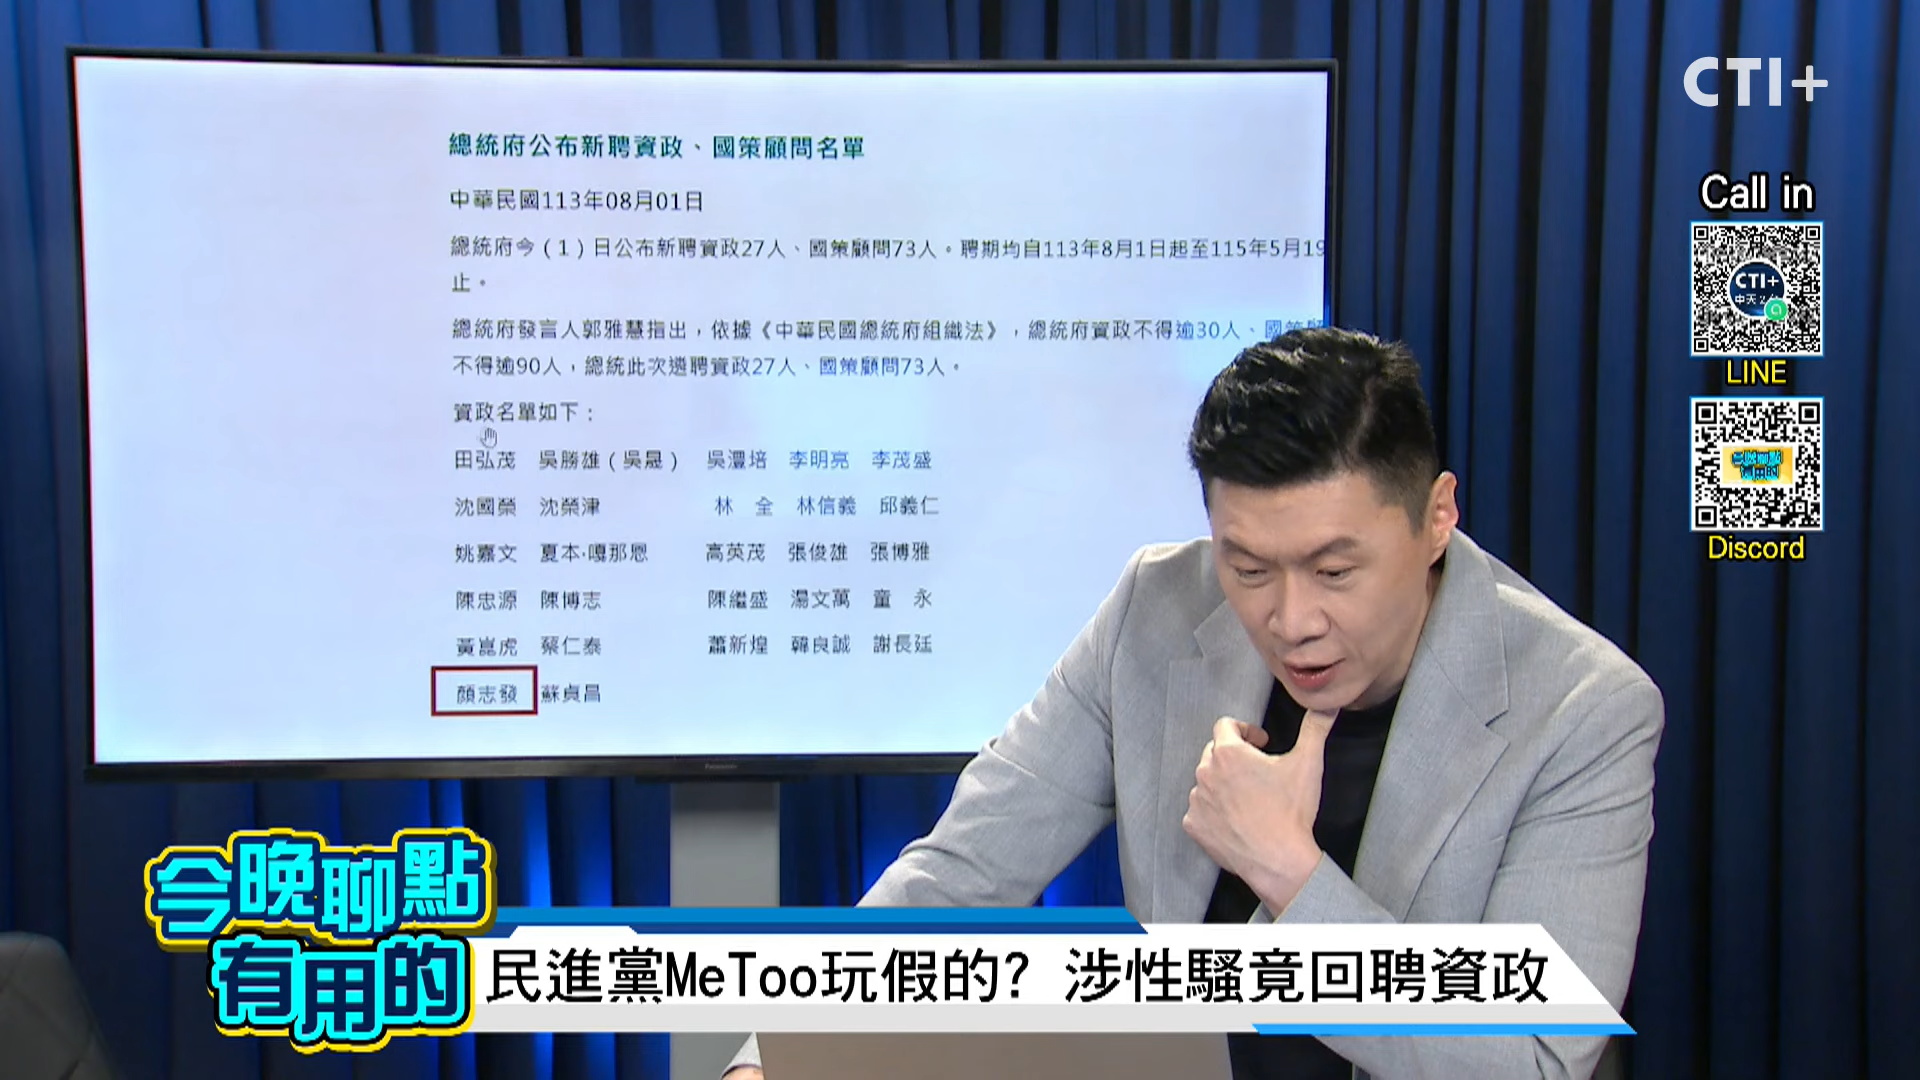 CTI+
Call in
LINE
Discord
總統府公布新聘資政、國策顧問名單
中華民國113年08月01日
總統府今(1)日公布新聘資政27人、國策顧問73人。聘期均自113年8月1日起至115年5月19
止。
總統府發言人郭雅慧指出,依據《中華民國總統府組織法》,總統府資政不得逾30人、國策
不得逾90人,總統此次遴聘資政27人、國策顧問73人。
資政名單如下:
田弘茂 吳勝雄(吳晟) 吳澧培 李明亮 李茂盛
沈國榮 沈榮津 林 全 林信義 邱義仁
姚嘉文 夏本·嘎那恩 高英茂 張俊雄 張博雅
陳忠源 陳博志 陳繼盛 湯文萬 童 永
黃崑虎 蔡仁泰 蕭新煌 韓良誠 謝長廷
顏志發 蘇貞昌
今晚聊點
有用的
民進黨MeToo玩假的? 涉性騷竟回聘資政